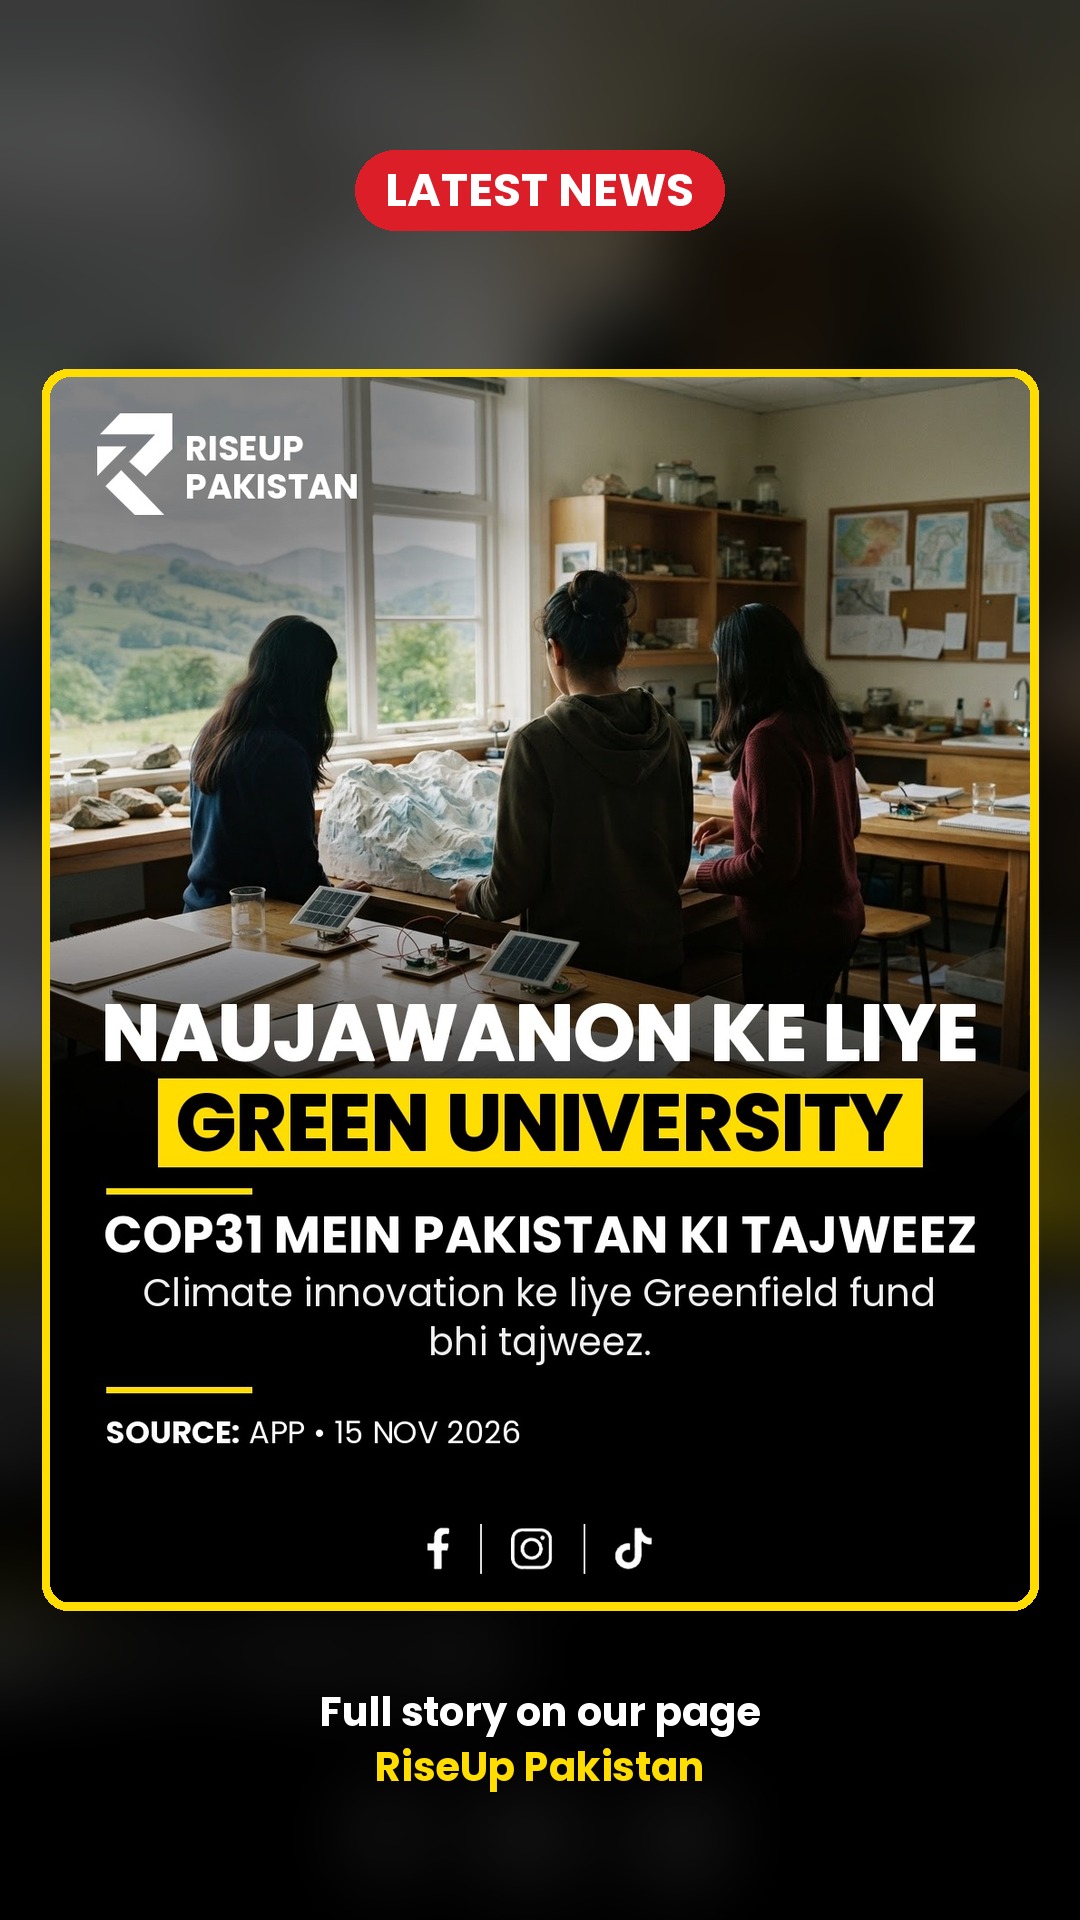 LATEST NEWS
RISEUP
PAKISTAN
NAUJAWANON KE LIYE
GREEN UNIVERSITY
COP31 MEIN PAKISTAN KI TAJWEEZ
Climate innovation ke liye Greenfield fund
bhi tajweez.
SOURCE: APP • 15 NOV 2026
Full story on our page
RiseUp Pakistan